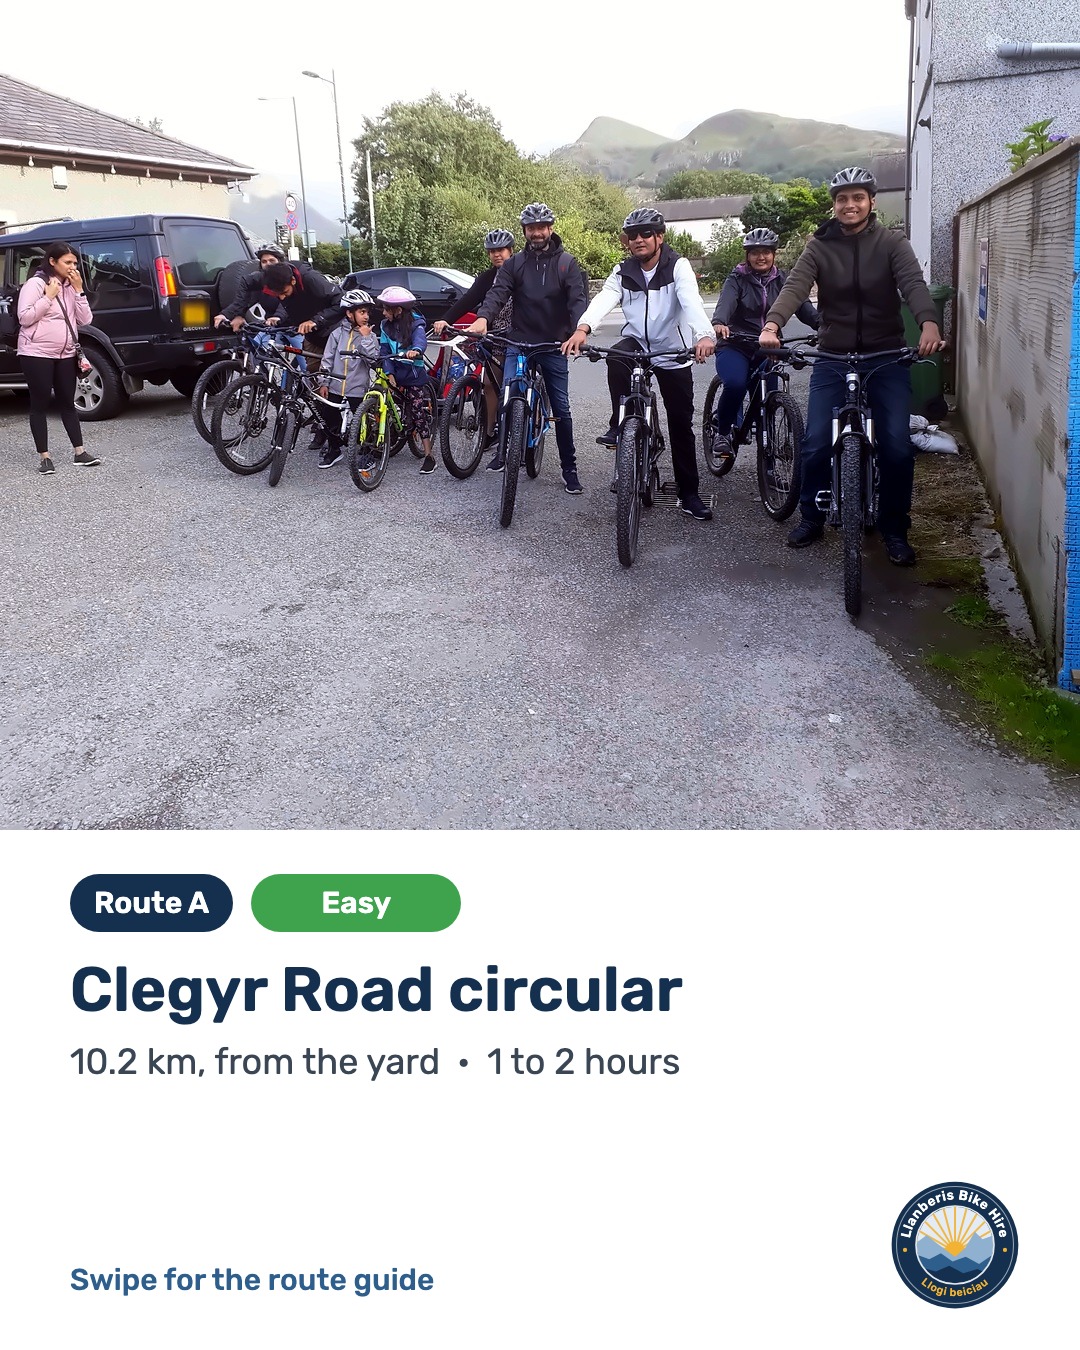 DISCOVERY
Route A
Easy
Clegyr Road circular
10.2 km, from the yard • 1 to 2 hours
Swipe for the route guide
Llanberis Bike Hire
Llogi beiciau